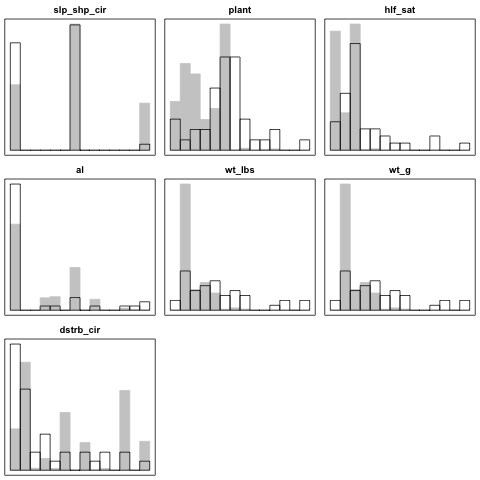 slp_shp_cir
plant
hlf_sat
al
wt_lbs
wt_g
dstrb_cir